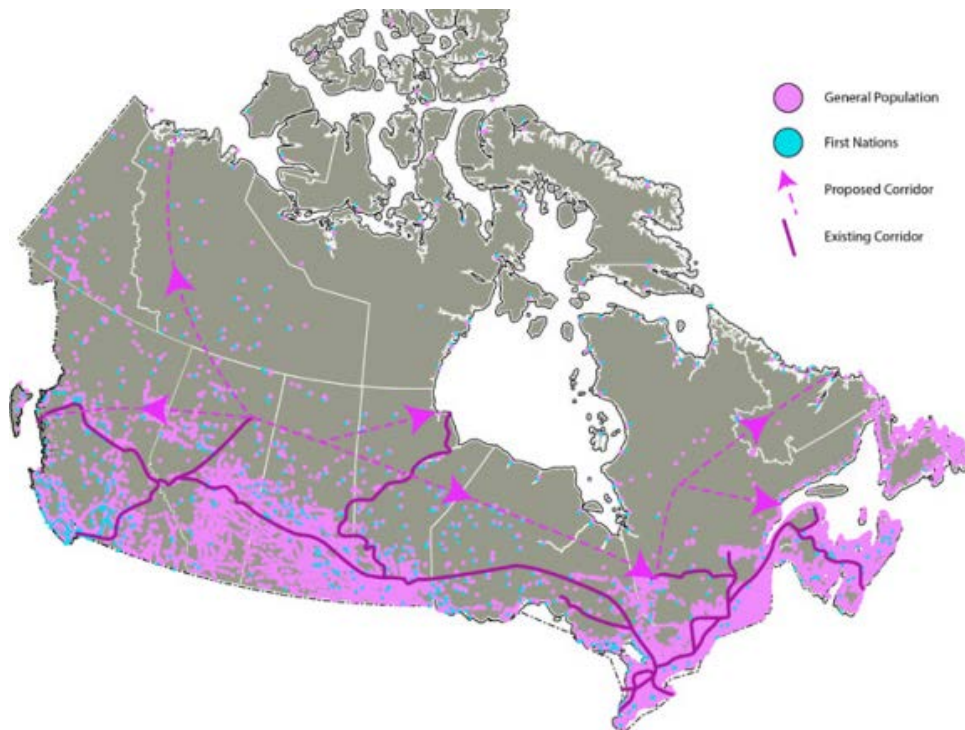 General Population
First Nations
Proposed Corridor
Existing Corridor